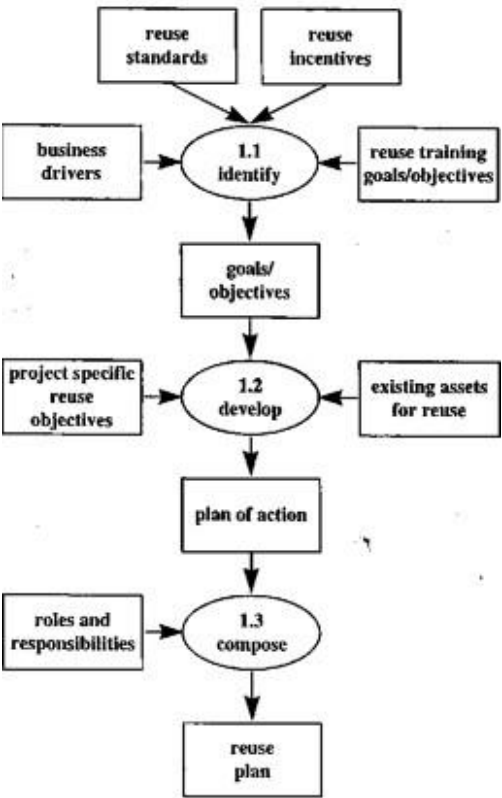 reuse
standards
reuse
incentives
business
drivers
1.1
identify
reuse training
goals/objectives
goals/
objectives
project specific
reuse
objectives
1.2
develop
existing assets
for reuse
plan of action
roles and
responsibilities
1.3
compose
reuse
plan